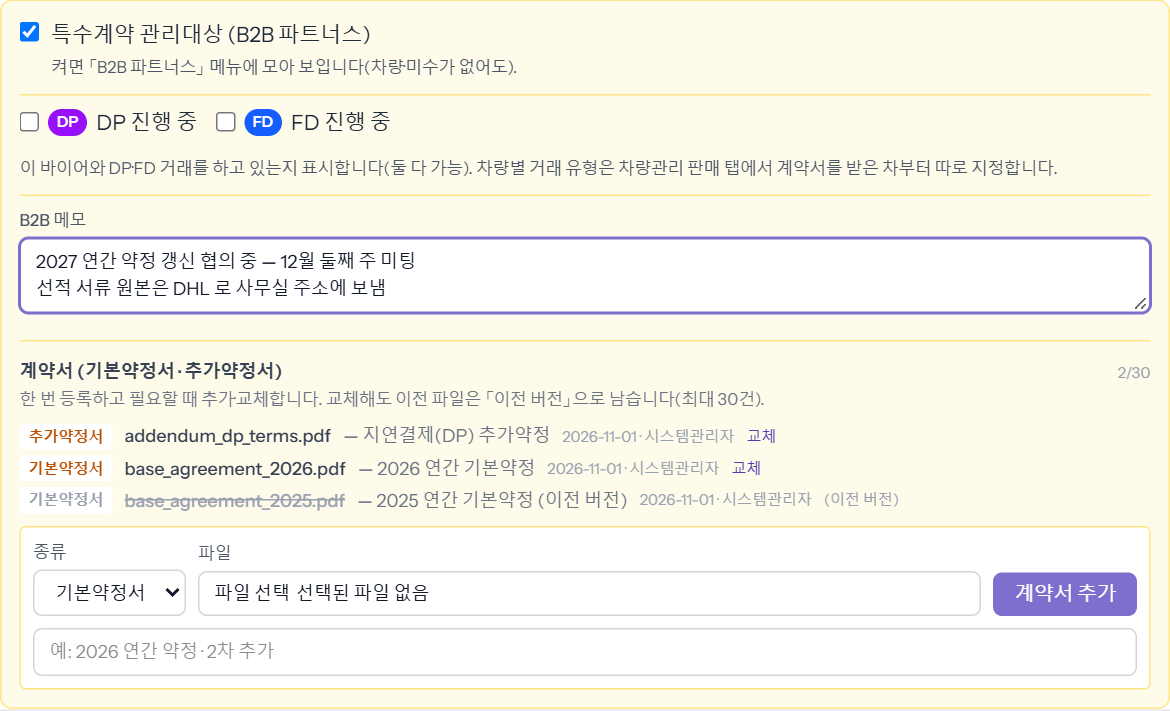 특수계약 관리대상 (B2B 파트너스)
켜면 「B2B 파트너스」 메뉴에 모아 보입니다(차량·미수가 없어도).
DP DP 진행 중 FD FD 진행 중
이 바이어와 DP·FD 거래를 하고 있는지 표시합니다(둘 다 가능). 차량별 거래 유형은 차량관리 판매 탭에서 계약서를 받은 차부터 따로 지정합니다.
B2B 메모
2027 연간 약정 갱신 협의 중 — 12월 둘째 주 미팅
선적 서류 원본은 DHL 로 사무실 주소에 보냄
계약서 (기본약정서·추가약정서) 2/30
한 번 등록하고 필요할 때 추가·교체합니다. 교체해도 이전 파일은 「이전 버전」으로 남습니다(최대 30건).
추가약정서 addendum_dp_terms.pdf — 지연결제(DP) 추가약정 2026-11-01·시스템관리자 교체
기본약정서 base_agreement_2026.pdf — 2026 연간 기본약정 2026-11-01·시스템관리자 교체
기본약정서 base_agreement_2025.pdf — 2025 연간 기본약정 (이전 버전) 2026-11-01·시스템관리자 (이전 버전)
종류 파일
기본약정서 파일 선택 선택된 파일 없음 계약서 추가
예: 2026 연간 약정·2차 추가